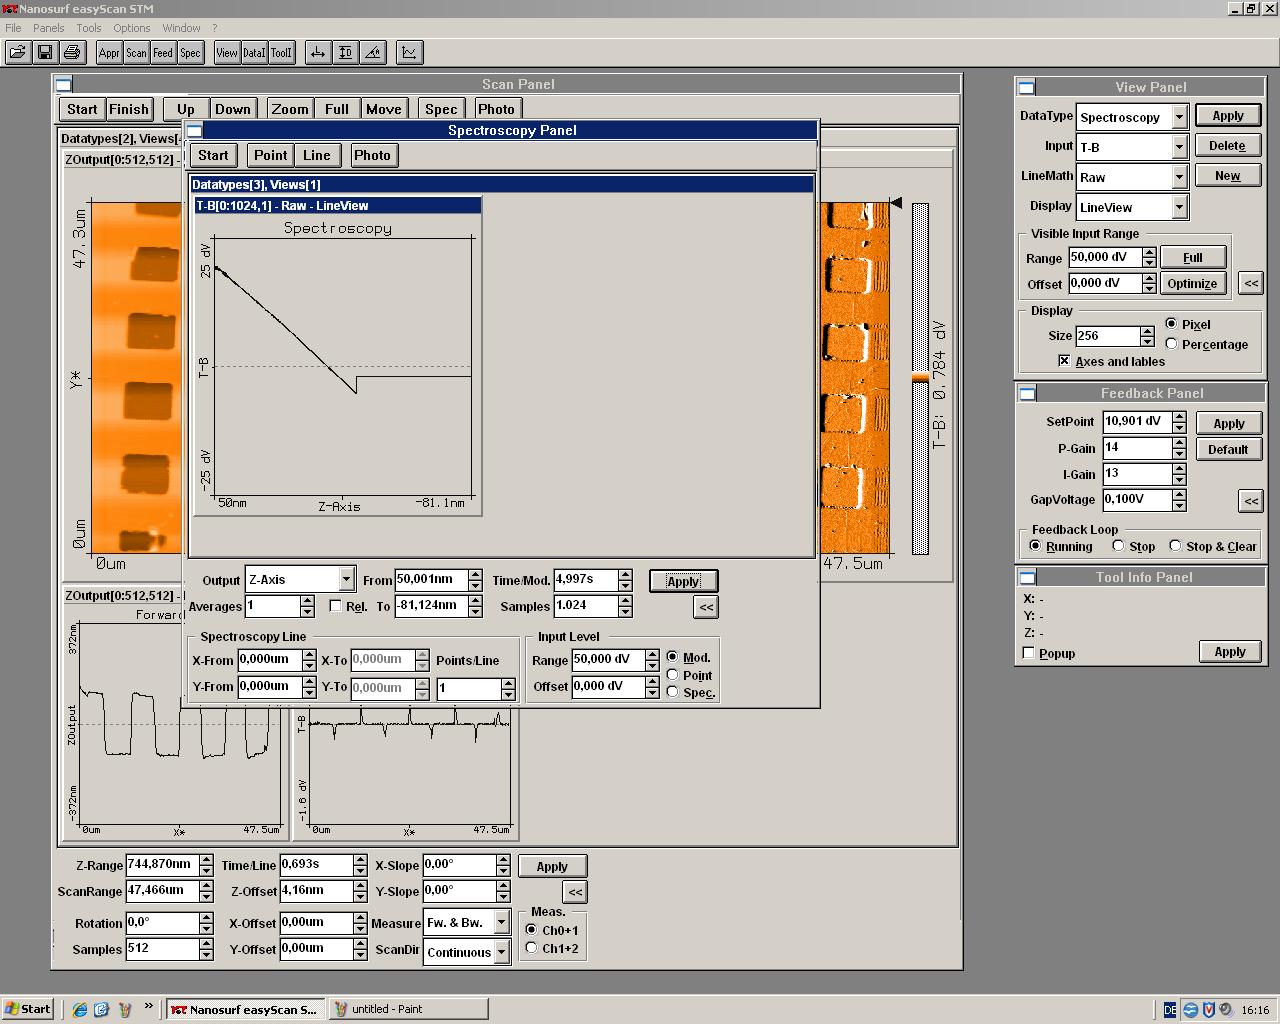 Nanosurf easyScan STM
File Panels Tools Options Window ?
Appr Scan Feed Spec View DataI ToolI
Scan Panel
Start Finish Up Down Zoom Full Move Spec Photo
Datatypes[2], Views[
ZOutput[0:512,512] -
47.3um
Y*
0um
0um
47.5um
T-B: 0.784 dV
Spectroscopy Panel
Start Point Line Photo
Datatypes[3], Views[1]
T-B[0:1024,1] - Raw - LineView
Spectroscopy
25 dV
T-B
-25 dV
50nm Z-Axis -81.1nm
Output Z-Axis From 50,001nm Time/Mod. 4,997s Apply
Averages 1 Rel. To -81,124nm Samples 1.024 <<
Spectroscopy Line
X-From 0,000um X-To 0,000um Points/Line
Y-From 0,000um Y-To 0,000um 1
Input Level
Range 50,000 dV Mod.
Point
Offset 0,000 dV Spec.
ZOutput[0:512,512] -
Forward
372nm
ZOutput
-372nm
0um X* 47.5um
T-B
-1.6 dV
0um X* 47.5um
Z-Range 744,870nm Time/Line 0,693s X-Slope 0,00° Apply
ScanRange 47,466um Z-Offset 4,16nm Y-Slope 0,00° <<
Rotation 0,0° X-Offset 0,00um Measure Fw. & Bw.
Samples 512 Y-Offset 0,00um ScanDir Continuous
Meas.
Ch0+1
Ch1+2
View Panel
DataType Spectroscopy Apply
Input T-B Delete
LineMath Raw New
Display LineView
Visible Input Range
Range 50,000 dV Full
Offset 0,000 dV Optimize <<
Display
Size 256 Pixel
Percentage
Axes and lables
Feedback Panel
SetPoint 10,901 dV Apply
P-Gain 14 Default
I-Gain 13
GapVoltage 0,100V <<
Feedback Loop
Running Stop Stop & Clear
Tool Info Panel
X: -
Y: -
Z: -
Popup Apply
Start » Nanosurf easyScan S... untitled - Paint DE 16:16